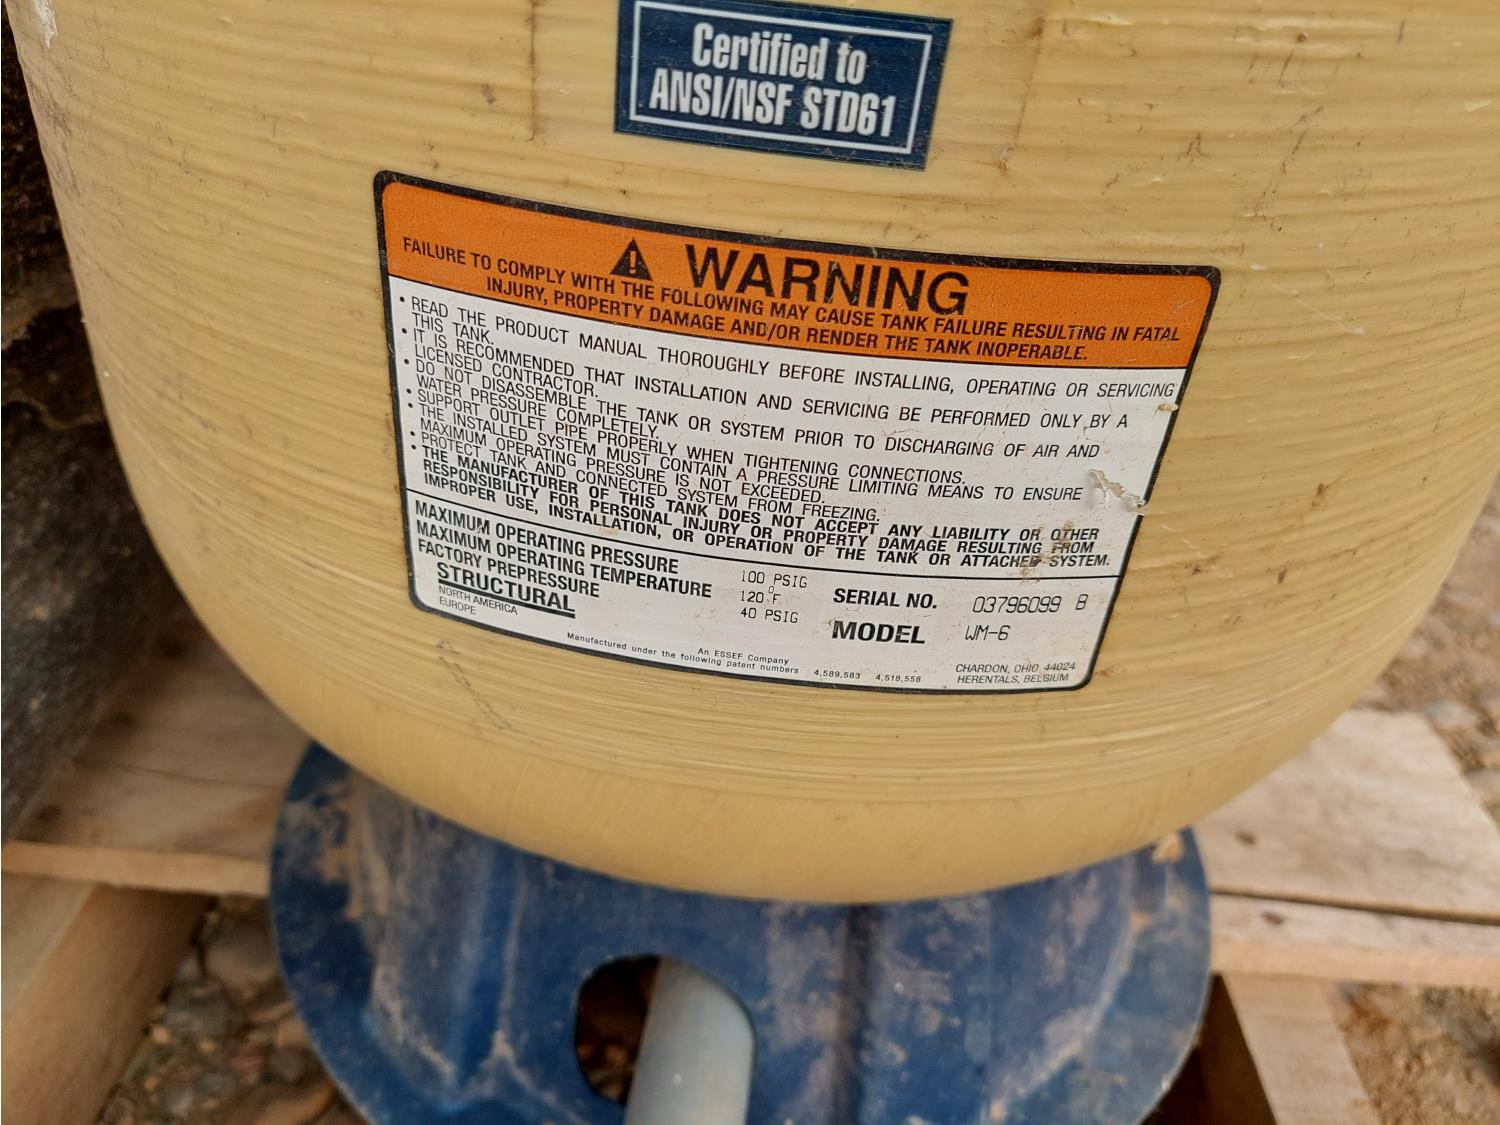 Certified to
ANSI/NSF STD61
WARNING
FAILURE TO COMPLY WITH THE FOLLOWING MAY CAUSE TANK FAILURE RESULTING IN FATAL
INJURY, PROPERTY DAMAGE AND/OR RENDER THE TANK INOPERABLE.
• READ THE PRODUCT MANUAL THOROUGHLY BEFORE INSTALLING, OPERATING OR SERVICING
THIS TANK.
• IT IS RECOMMENDED THAT INSTALLATION AND SERVICING BE PERFORMED ONLY BY A
LICENSED CONTRACTOR.
• DO NOT DISASSEMBLE THE TANK OR SYSTEM PRIOR TO DISCHARGING OF AIR AND
WATER PRESSURE COMPLETELY.
• SUPPORT OUTLET PIPE PROPERLY WHEN TIGHTENING CONNECTIONS.
• THE INSTALLED SYSTEM MUST CONTAIN A PRESSURE LIMITING MEANS TO ENSURE
MAXIMUM OPERATING PRESSURE IS NOT EXCEEDED.
• PROTECT TANK AND CONNECTED SYSTEM FROM FREEZING.
• THE MANUFACTURER OF THIS TANK DOES NOT ACCEPT ANY LIABILITY OR OTHER
RESPONSIBILITY FOR PERSONAL INJURY OR PROPERTY DAMAGE RESULTING FROM
IMPROPER USE, INSTALLATION, OR OPERATION OF THE TANK OR ATTACHED SYSTEM.
MAXIMUM OPERATING PRESSURE 100 PSIG
MAXIMUM OPERATING TEMPERATURE 120°F
FACTORY PREPRESSURE 40 PSIG
SERIAL NO. 03796099 B
MODEL WM-6
STRUCTURAL
NORTH AMERICA
EUROPE
An ESSEF Company
Manufactured under the following patent numbers 4,589,583 4,518,558
CHARDON, OHIO 44024
HERENTALS, BELGIUM